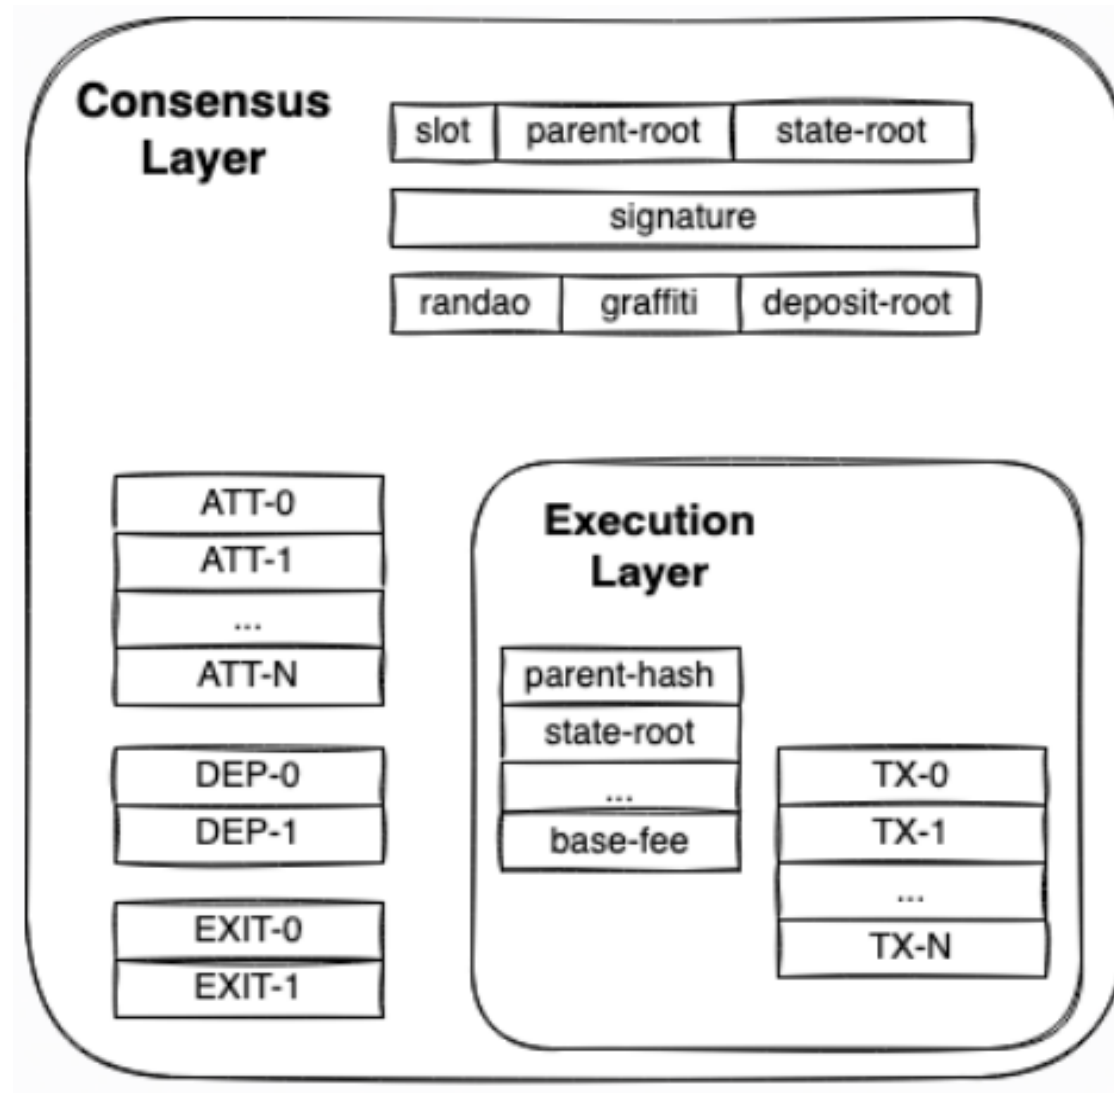 Consensus
Layer
slot parent-root state-root
signature
randao graffiti deposit-root
ATT-0
ATT-1
...
ATT-N
DEP-0
DEP-1
EXIT-0
EXIT-1
Execution
Layer
parent-hash
state-root
...
base-fee
TX-0
TX-1
...
TX-N